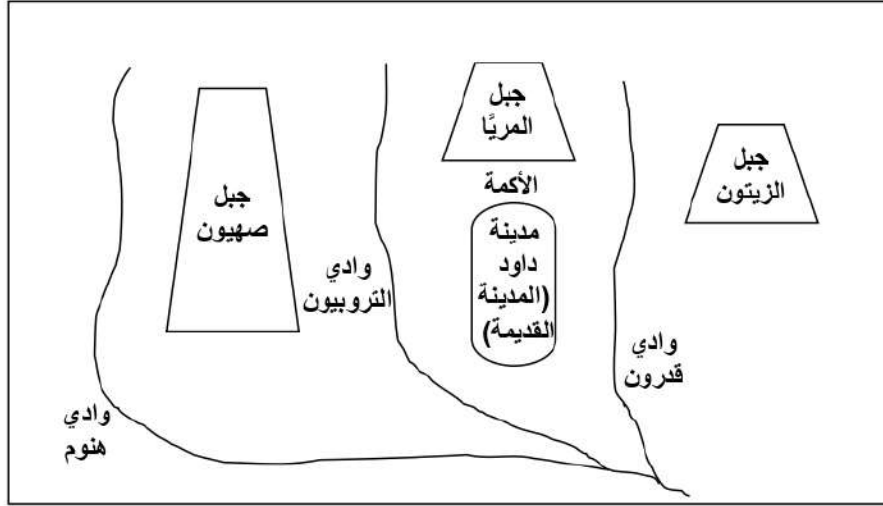 جبل
المريَّا
جبل
الزيتون
الأكمة
جبل
صهيون
مدينة
داود
(المدينة
القديمة)
وادي
التروبيون
وادي
قدرون
وادي
هنوم